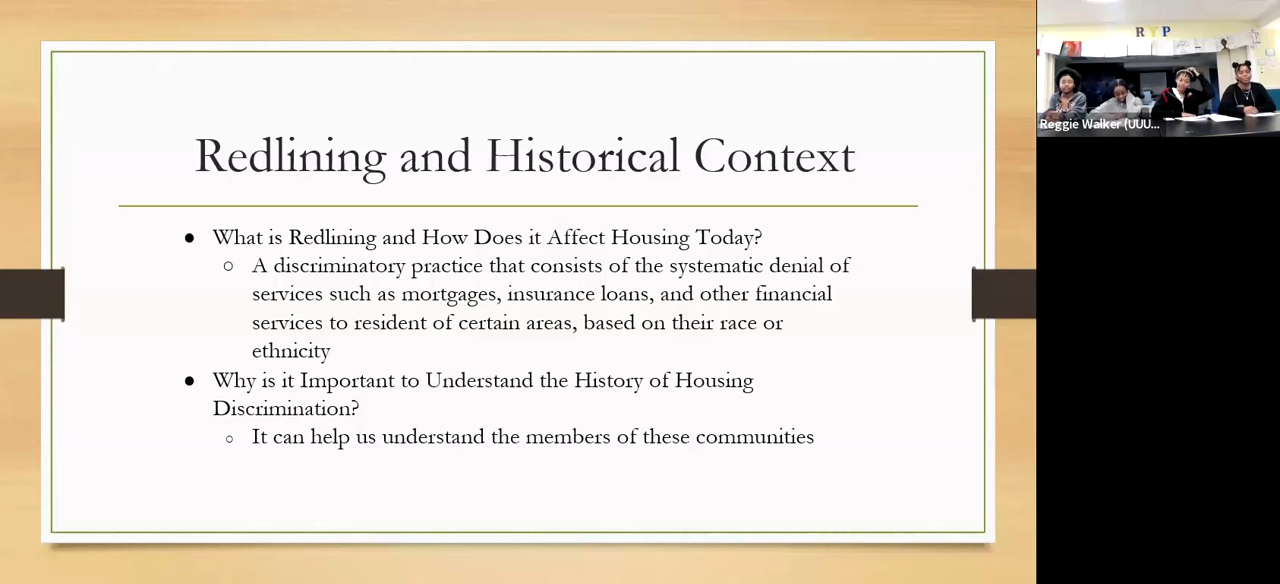 Redlining and Historical Context
● What is Redlining and How Does it Affect Housing Today?
○ A discriminatory practice that consists of the systematic denial of
services such as mortgages, insurance loans, and other financial
services to resident of certain areas, based on their race or
ethnicity
● Why is it Important to Understand the History of Housing
Discrimination?
○ It can help us understand the members of these communities
R Y P
Reggie Walker (UUU...